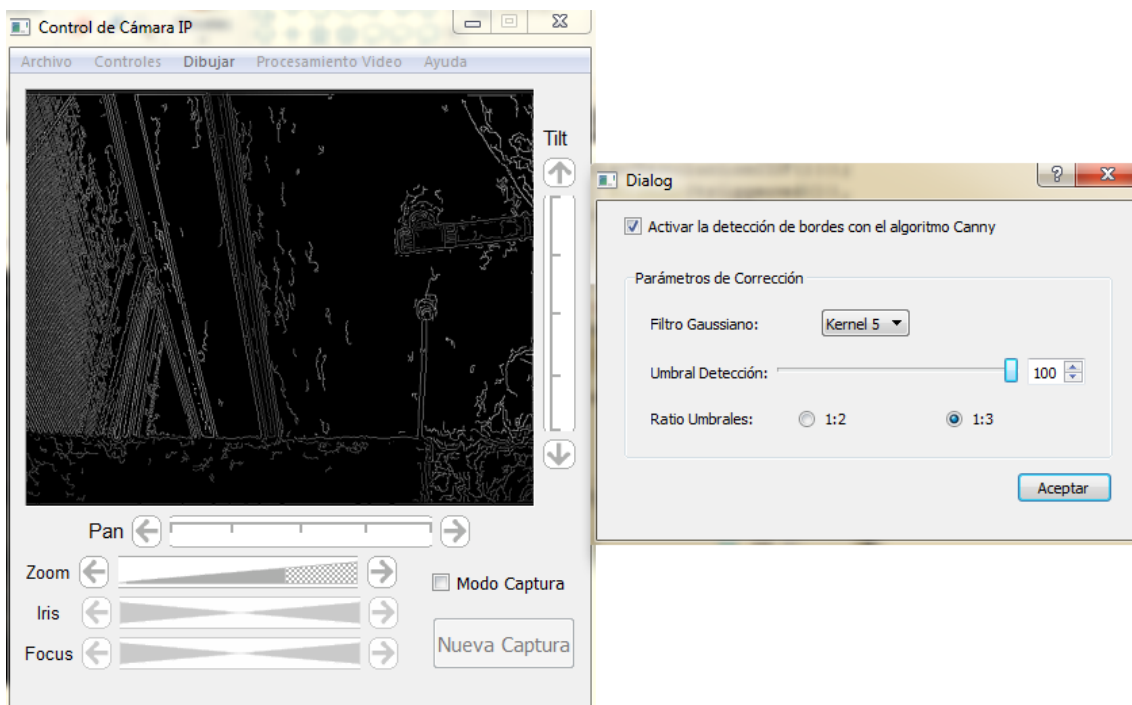 Control de Cámara IP
Archivo Controles Dibujar Procesamiento Video Ayuda
Tilt
Pan
Zoom
Iris
Focus
Modo Captura
Nueva Captura
Dialog
Activar la detección de bordes con el algoritmo Canny
Parámetros de Corrección
Filtro Gaussiano: Kernel 5
Umbral Detección: 100
Ratio Umbrales: 1:2 1:3
Aceptar